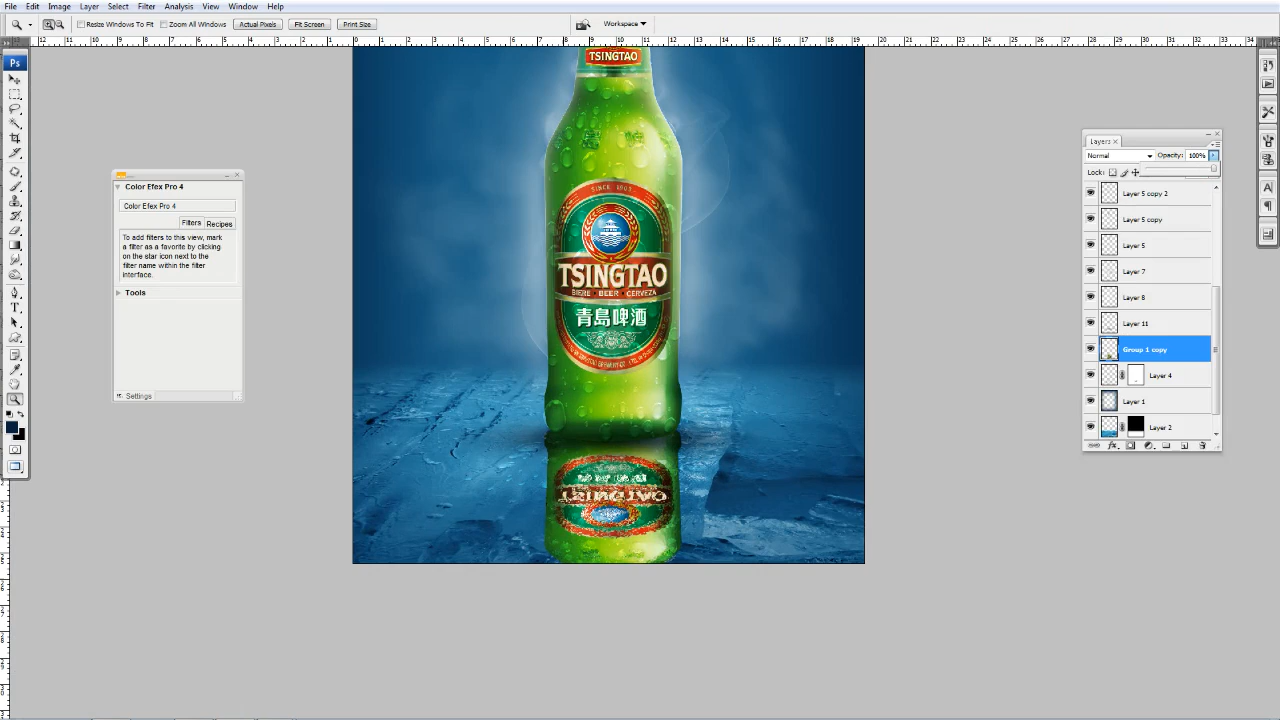 File Edit Image Layer Select Filter Analysis View Window Help
Resize Windows To Fit Zoom All Windows Actual Pixels Fit Screen Print Size Workspace
Ps
TSINGTAO
SINCE 1903
TSINGTAO
BIERE · BEER · CERVEZA
青島啤酒
Color Efex Pro 4
Color Efex Pro 4
Filters Recipes
To add filters to this view, mark
a filter as a favorite by clicking
on the star icon next to the
filter name within the filter
interface.
Tools
Settings
Layers
Normal Opacity: 100%
Lock:
Layer 5 copy 2
Layer 5 copy
Layer 5
Layer 7
Layer 8
Layer 11
Group 1 copy
Layer 4
Layer 1
Layer 2